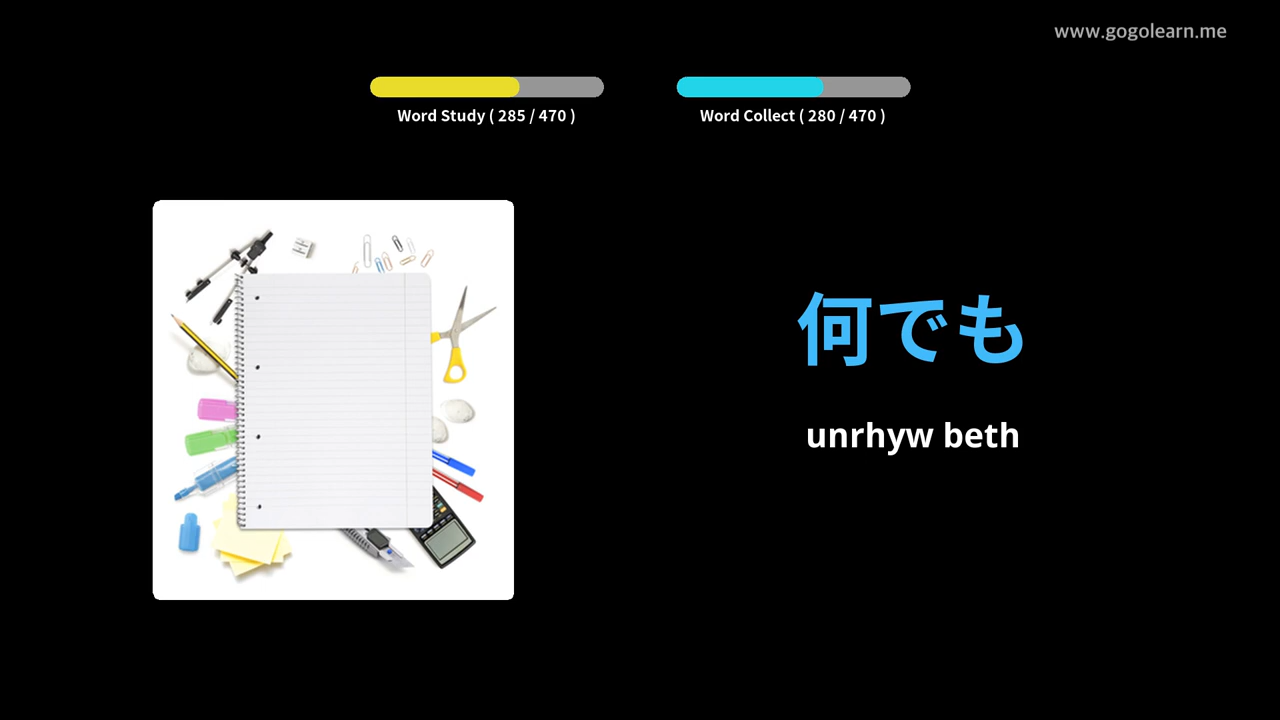 www.gogolearn.me
Word Study ( 285 / 470 )
Word Collect ( 280 / 470 )
何でも
unrhyw beth